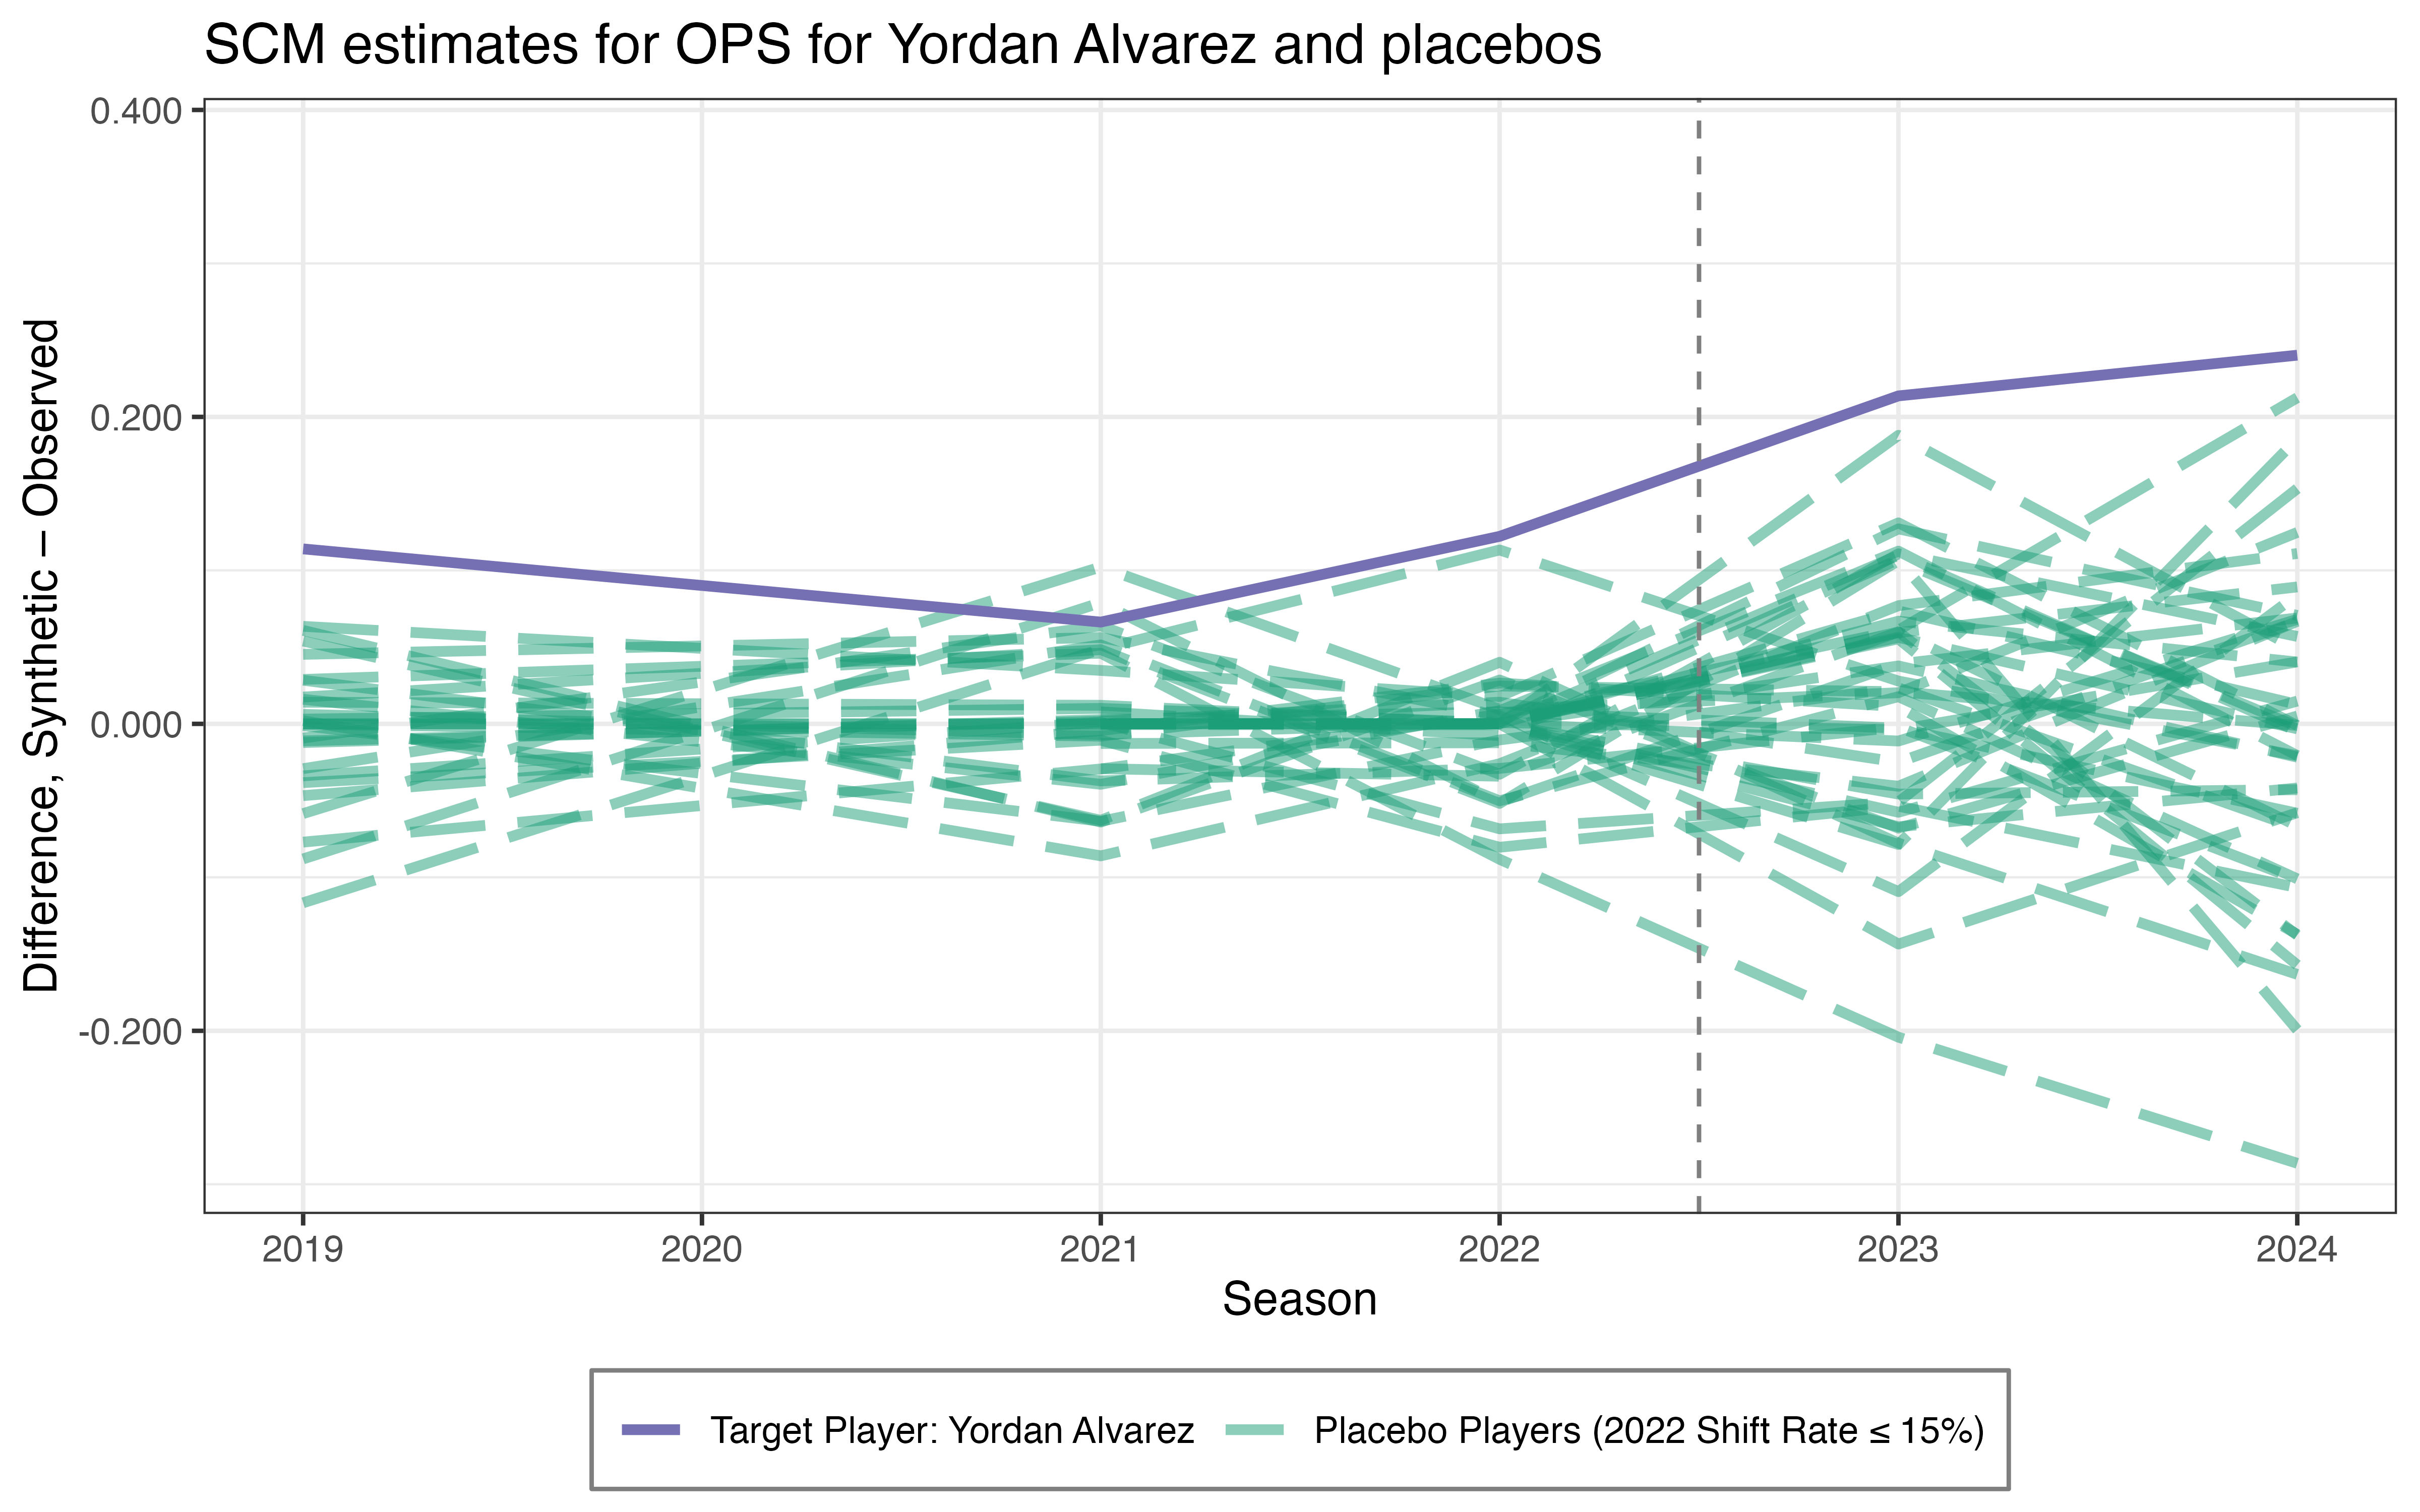 SCM estimates for OPS for Yordan Alvarez and placebos
Difference, Synthetic − Observed
0.400
0.200
0.000
-0.200
2019 2020 2021 2022 2023 2024
Season
Target Player: Yordan Alvarez Placebo Players (2022 Shift Rate ≤ 15%)